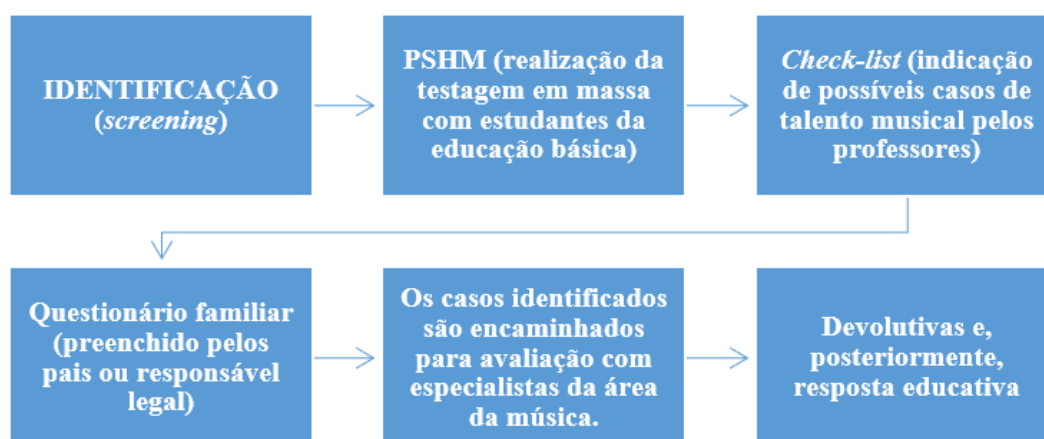 IDENTIFICAÇÃO
(screening)
PSHM (realização da
testagem em massa
com estudantes da
educação básica)
Check-list (indicação
de possíveis casos de
talento musical pelos
professores)
Questionário familiar
(preenchido pelos
pais ou responsável
legal)
Os casos identificados
são encaminhados
para avaliação com
especialistas da área
da música.
Devolutivas e,
posteriormente,
resposta educativa